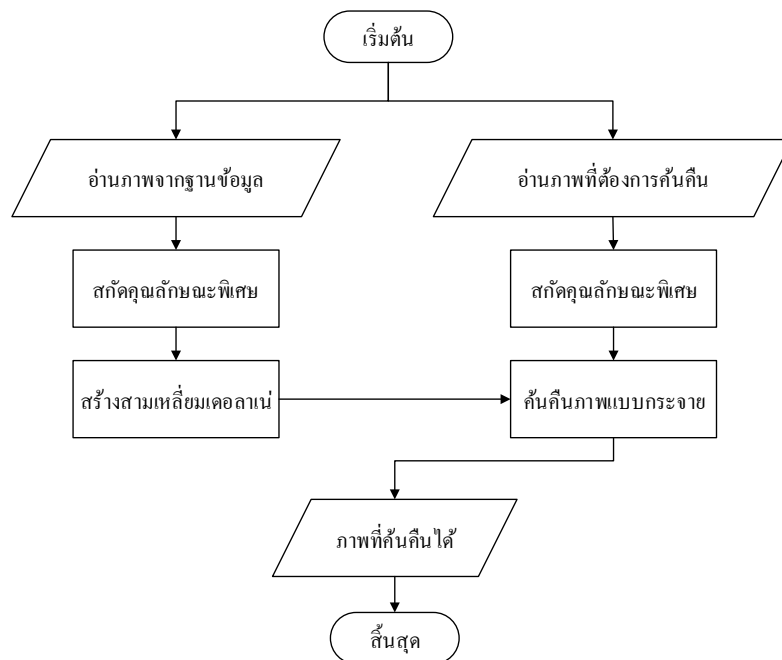 เริ่มต้น
อ่านภาพจากฐานข้อมูล
อ่านภาพที่ต้องการค้นคืน
สกัดคุณลักษณะพิเศษ
สกัดคุณลักษณะพิเศษ
สร้างสามเหลี่ยมเดอลาเน่
ค้นคืนภาพแบบกระจาย
ภาพที่ค้นคืนได้
สิ้นสุด